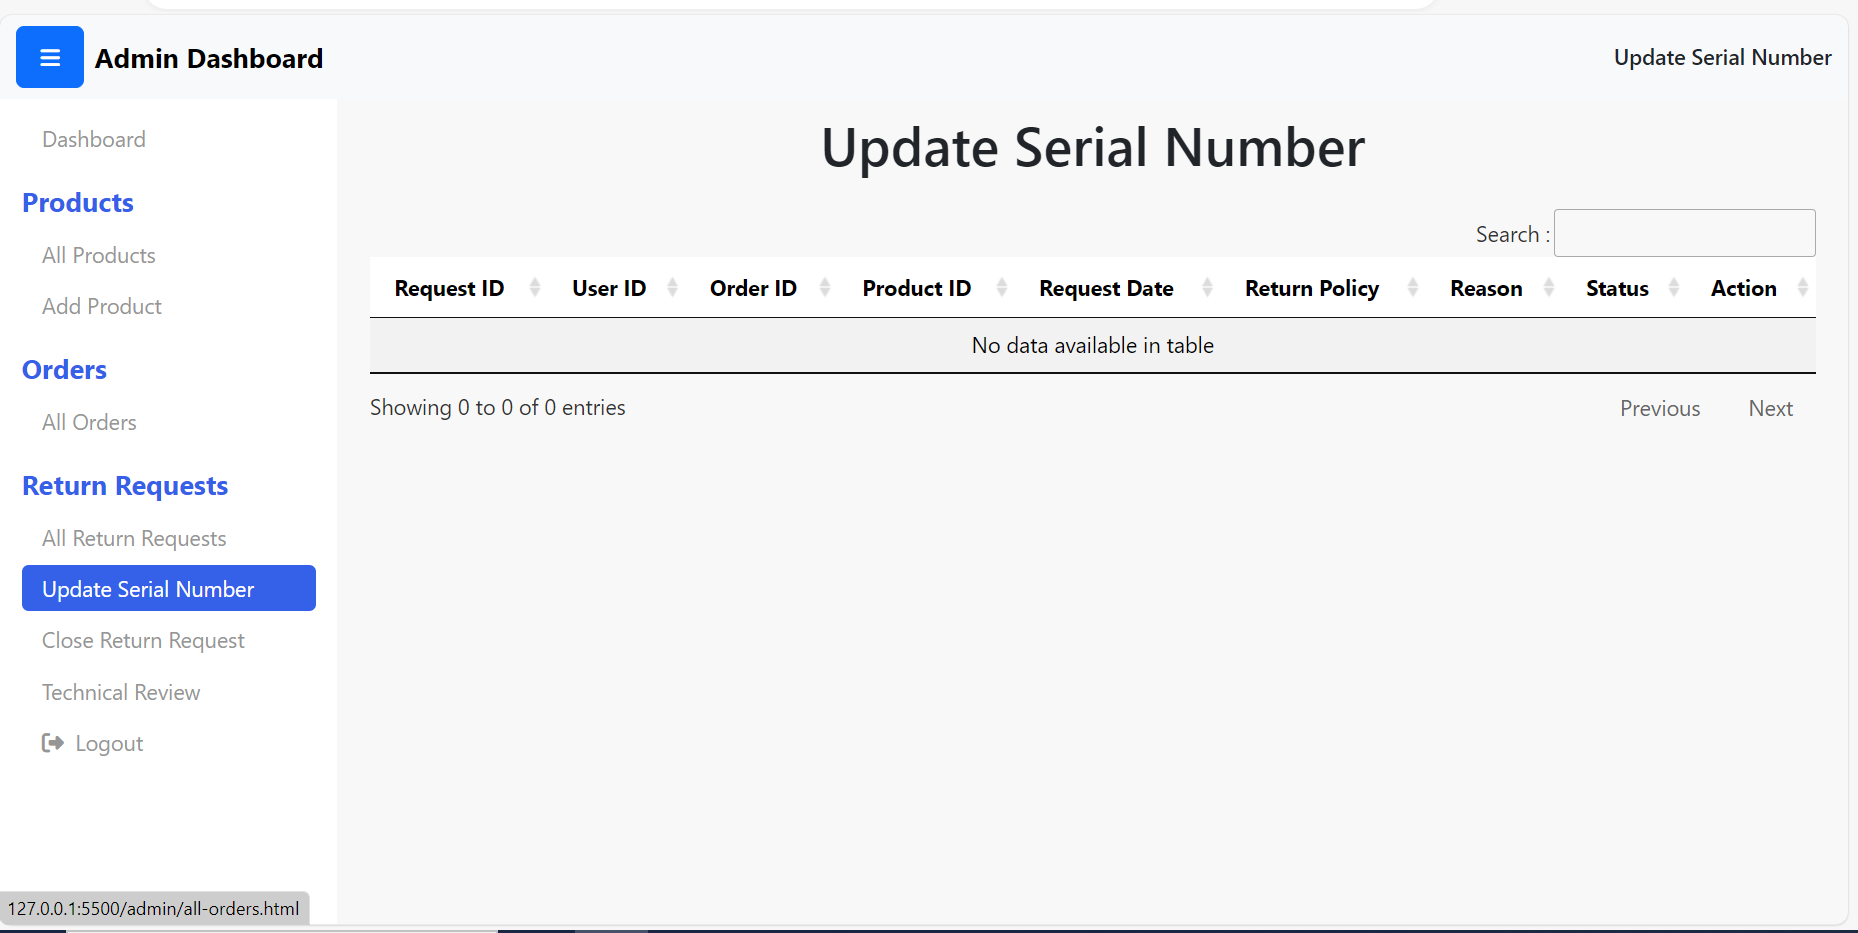 Admin Dashboard
Update Serial Number
Dashboard
Products
All Products
Add Product
Orders
All Orders
Return Requests
All Return Requests
Update Serial Number
Close Return Request
Technical Review
Logout
Update Serial Number
Search :
Request ID User ID Order ID Product ID Request Date Return Policy Reason Status Action
No data available in table
Showing 0 to 0 of 0 entries
Previous Next
127.0.0.1:5500/admin/all-orders.html